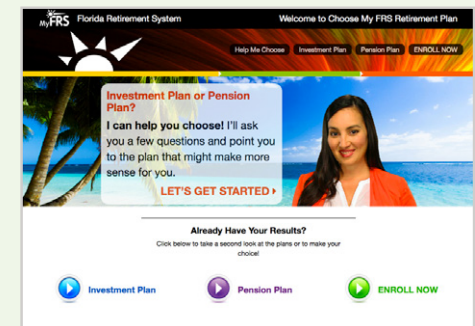 MyFRS Florida Retirement System
Welcome to Choose My FRS Retirement Plan
Help Me Choose Investment Plan Pension Plan ENROLL NOW
Investment Plan or Pension
Plan?
I can help you choose! I'll ask
you a few questions and point you
to the plan that might make more
sense for you.
LET'S GET STARTED
Already Have Your Results?
Click below to take a second look at the plans or to make your
choice!
Investment Plan Pension Plan ENROLL NOW